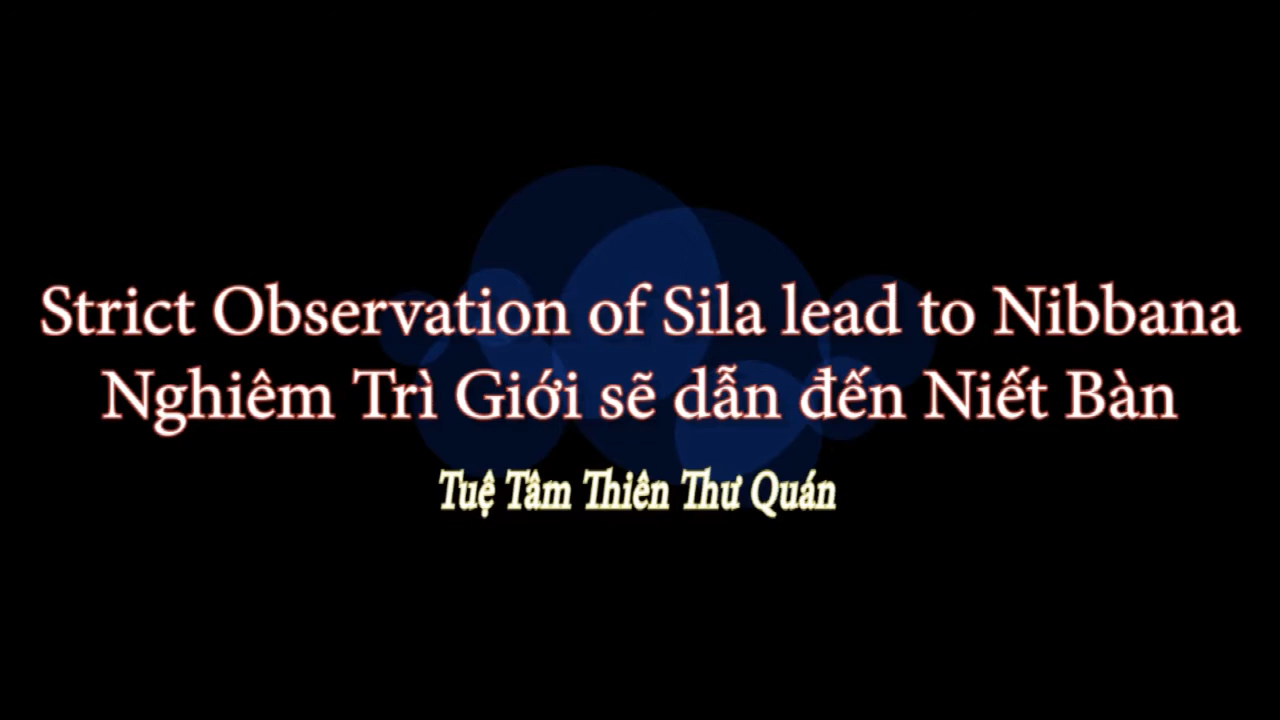 Strict Observation of Sila lead to Nibbana
Nghiêm Trì Giới sẽ dẫn đến Niết Bàn
Tuệ Tâm Thiên Thư Quán